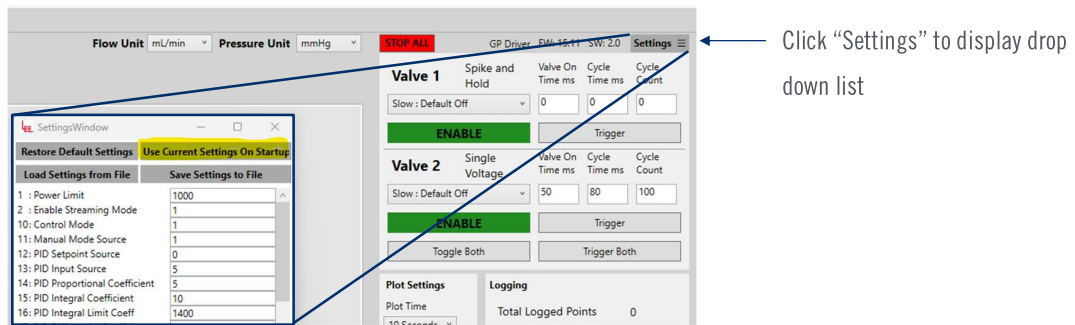 Flow Unit mL/min Pressure Unit mmHg STOP ALL GP Driver FW: 15.11 SW: 2.0 Settings
Click “Settings” to display drop
down list
Valve 1 Spike and Hold Valve On Time ms Cycle Time ms Cycle Count
Slow : Default Off 0 0 0
ENABLE Trigger
Valve 2 Single Voltage Valve On Time ms Cycle Time ms Cycle Count
Slow : Default Off 50 80 100
ENABLE Trigger
Toggle Both Trigger Both
Plot Settings Logging
Plot Time Total Logged Points 0
10 Seconds
LEE SettingsWindow
Restore Default Settings Use Current Settings On Startup
Load Settings from File Save Settings to File
1 : Power Limit 1000
2 : Enable Streaming Mode 1
10: Control Mode 1
11: Manual Mode Source 1
12: PID Setpoint Source 0
13: PID Input Source 5
14: PID Proportional Coefficient 5
15: PID Integral Coefficient 10
16: PID Integral Limit Coeff 1400